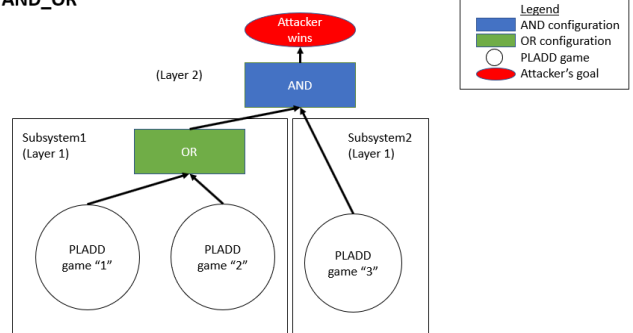 AND_OR
Attacker
wins
Legend
AND configuration
OR configuration
PLADD game
Attacker's goal
(Layer 2)
AND
Subsystem1
(Layer 1)
OR
Subsystem2
(Layer 1)
PLADD
game “1”
PLADD
game “2”
PLADD
game “3”